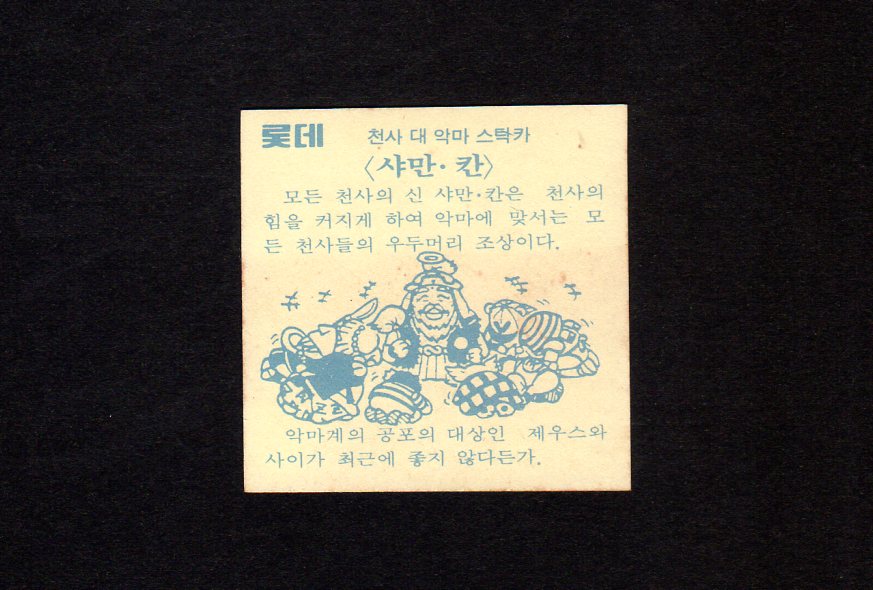 롯데
천사 대 악마 스탁카
〈샤만·칸〉
모든 천사의 신 샤만·칸은 천사의
힘을 커지게 하여 악마에 맞서는 모
든 천사들의 우두머리 조상이다.
악마계의 공포의 대상인 제우스와
사이가 최근에 좋지 않다든가.